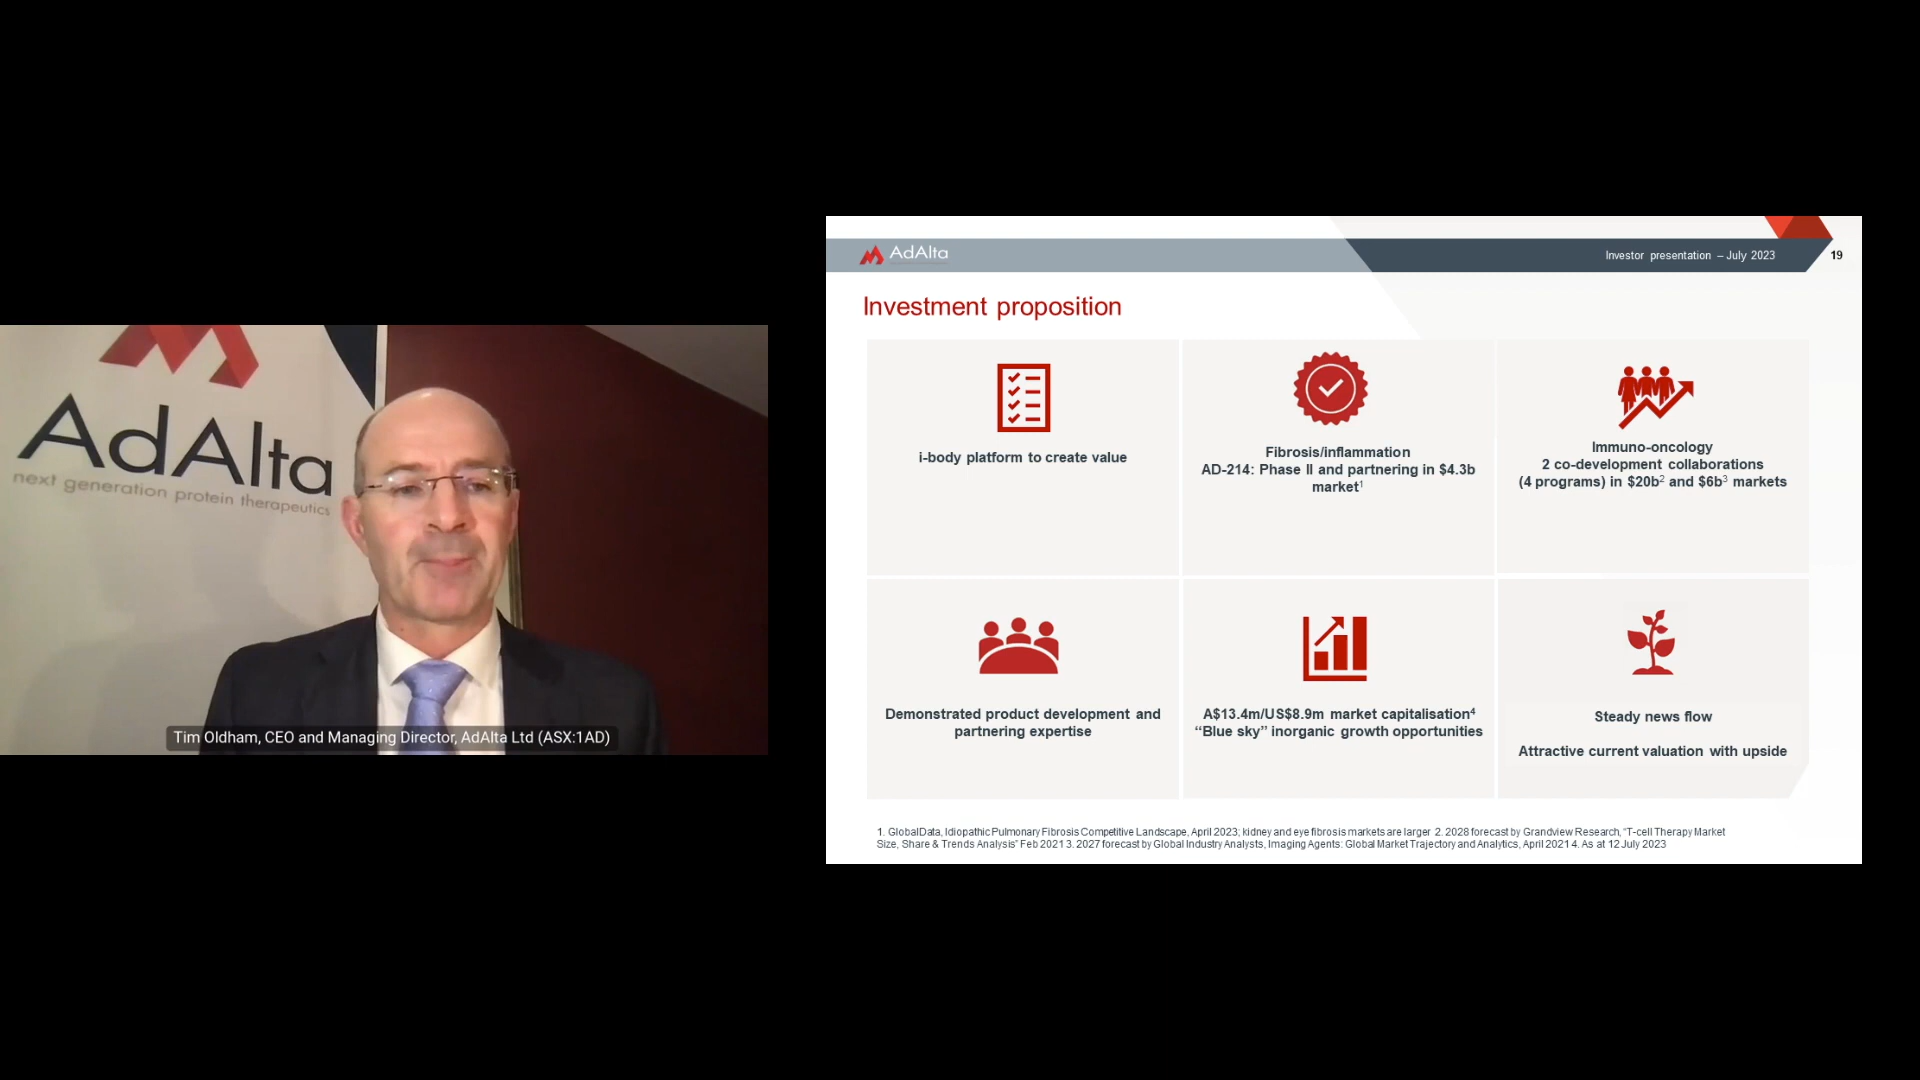 AdAlta
next generation protein therapeutics
Tim Oldham, CEO and Managing Director, AdAlta Ltd (ASX:1AD)
AdAlta
Investor presentation – July 2023
19
Investment proposition
i-body platform to create value
Fibrosis/inflammation
AD-214: Phase II and partnering in $4.3b
market1
Immuno-oncology
2 co-development collaborations
(4 programs) in $20b2 and $6b3 markets
Demonstrated product development and
partnering expertise
A$13.4m/US$8.9m market capitalisation4
“Blue sky” inorganic growth opportunities
Steady news flow
Attractive current valuation with upside
1. GlobalData, Idiopathic Pulmonary Fibrosis Competitive Landscape, April 2023; kidney and eye fibrosis markets are larger 2. 2028 forecast by Grandview Research, “T-cell Therapy Market
Size, Share & Trends Analysis” Feb 2021 3. 2027 forecast by Global Industry Analysts, Imaging Agents: Global Market Trajectory and Analytics, April 2021 4. As at 12 July 2023